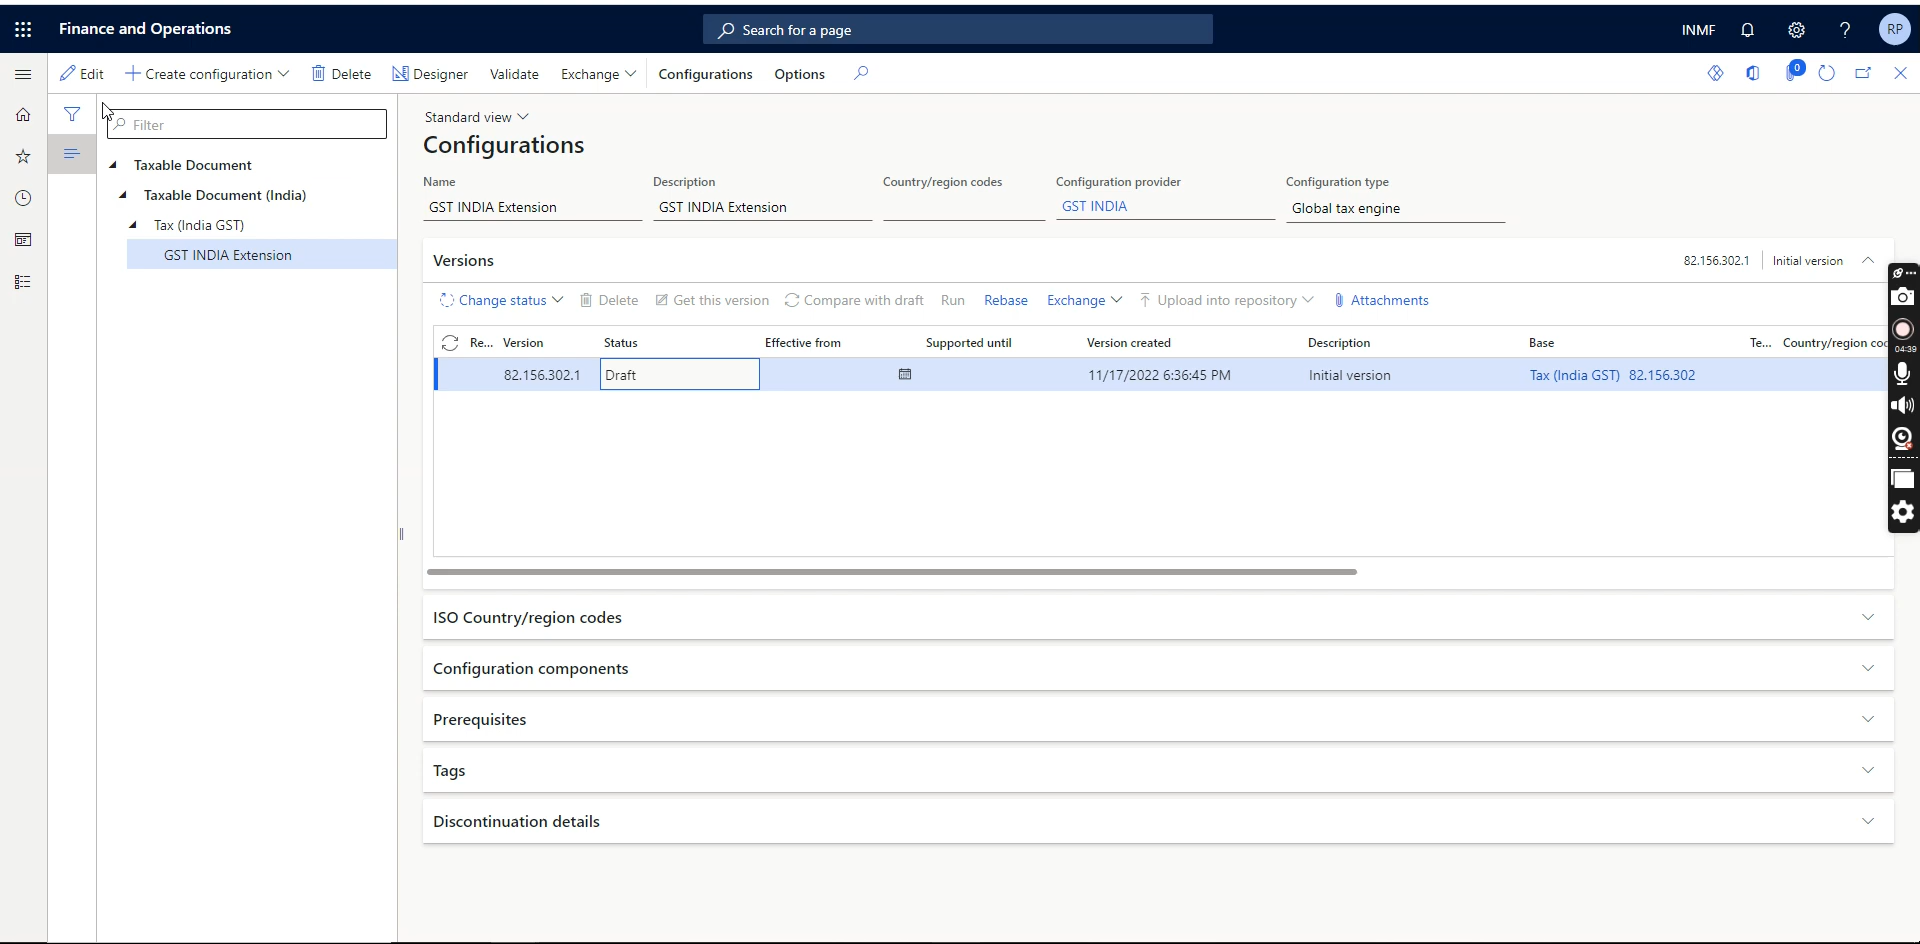 Finance and Operations
Search for a page
INMF
?
RP
Edit
Create configuration
Delete
Designer
Validate
Exchange
Configurations
Options
0
Filter
Taxable Document
Taxable Document (India)
Tax (India GST)
GST INDIA Extension
Standard view
Configurations
Name
Description
Country/region codes
Configuration provider
Configuration type
GST INDIA Extension
GST INDIA Extension
GST INDIA
Global tax engine
Versions
82.156.302.1
Initial version
Change status
Delete
Get this version
Compare with draft
Run
Rebase
Exchange
Upload into repository
Attachments
Re... Version
Status
Effective from
Supported until
Version created
Description
Base
Te... Country/region coc
82.156.302.1
Draft
11/17/2022 6:36:45 PM
Initial version
Tax (India GST) 82.156.302
04:39
ISO Country/region codes
Configuration components
Prerequisites
Tags
Discontinuation details